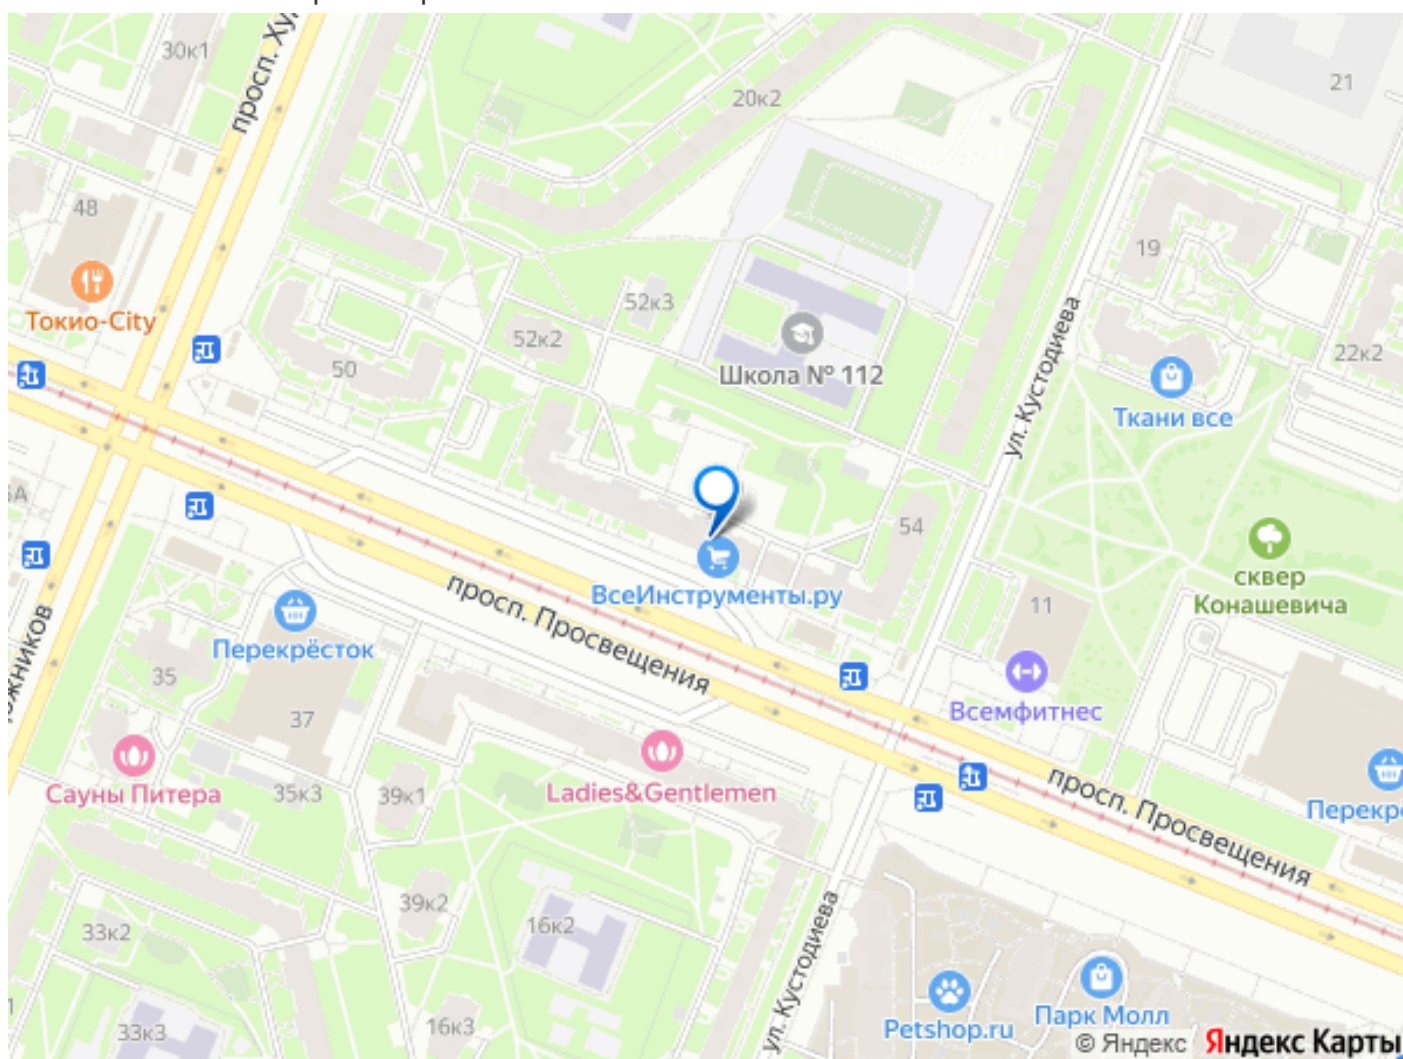 30к1
просп. Ху
20к2
21
48
19
Токио-City
52к3
52к2
50
Школа № 112
22к2
ул. Кустодиева
Ткани все
54
сквер
Конашевича
ВсеИнструменты.ру
11
просп. Просвещения
Перекрёсток
35
37
Всемфитнес
жников
Сауны Питера
35к3
39к1
Ladies&Gentlemen
просп. Просвещения
Перекр
39к2
33к2
16к2
ул. Кустодиева
33к3
16к3
Petshop.ru
Парк Молл
© Яндекс Яндекс Карты